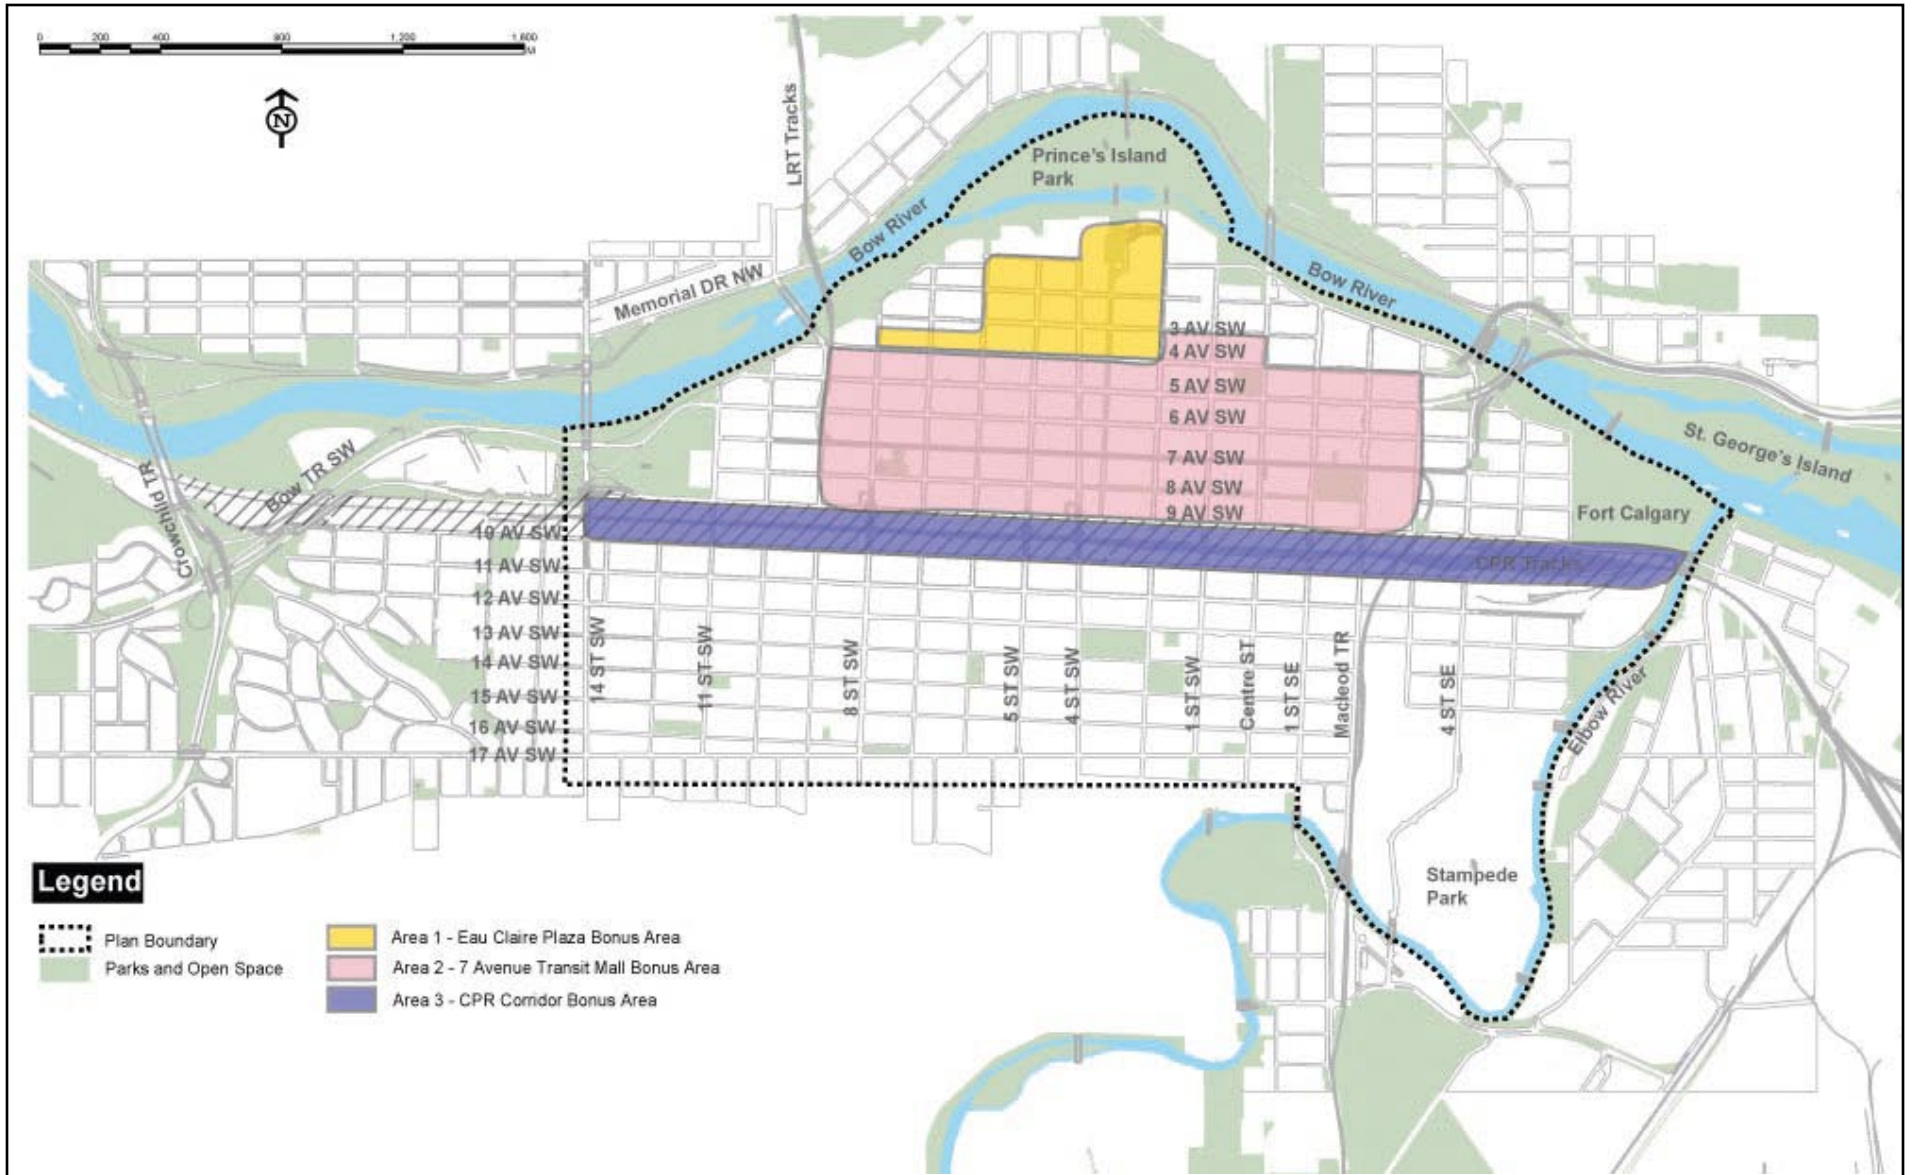 0 200 400 800 1,200 1,600
M
N
LRT Tracks
Prince's Island
Park
Bow River
Memorial DR NW
Bow River
3 AV SW
4 AV SW
5 AV SW
6 AV SW
7 AV SW
8 AV SW
9 AV SW
St. George's Island
Fort Calgary
Crowchild TR
Bow TR SW
CPR Tracks
10 AV SW
11 AV SW
12 AV SW
13 AV SW
14 AV SW
15 AV SW
16 AV SW
17 AV SW
14 ST SW
11 ST SW
8 ST SW
5 ST SW
4 ST SW
1 ST SW
Centre ST
1 ST SE
Macleod TR
4 ST SE
Elbow River
Stampede
Park
Legend
Plan Boundary
Parks and Open Space
Area 1 - Eau Claire Plaza Bonus Area
Area 2 - 7 Avenue Transit Mall Bonus Area
Area 3 - CPR Corridor Bonus Area